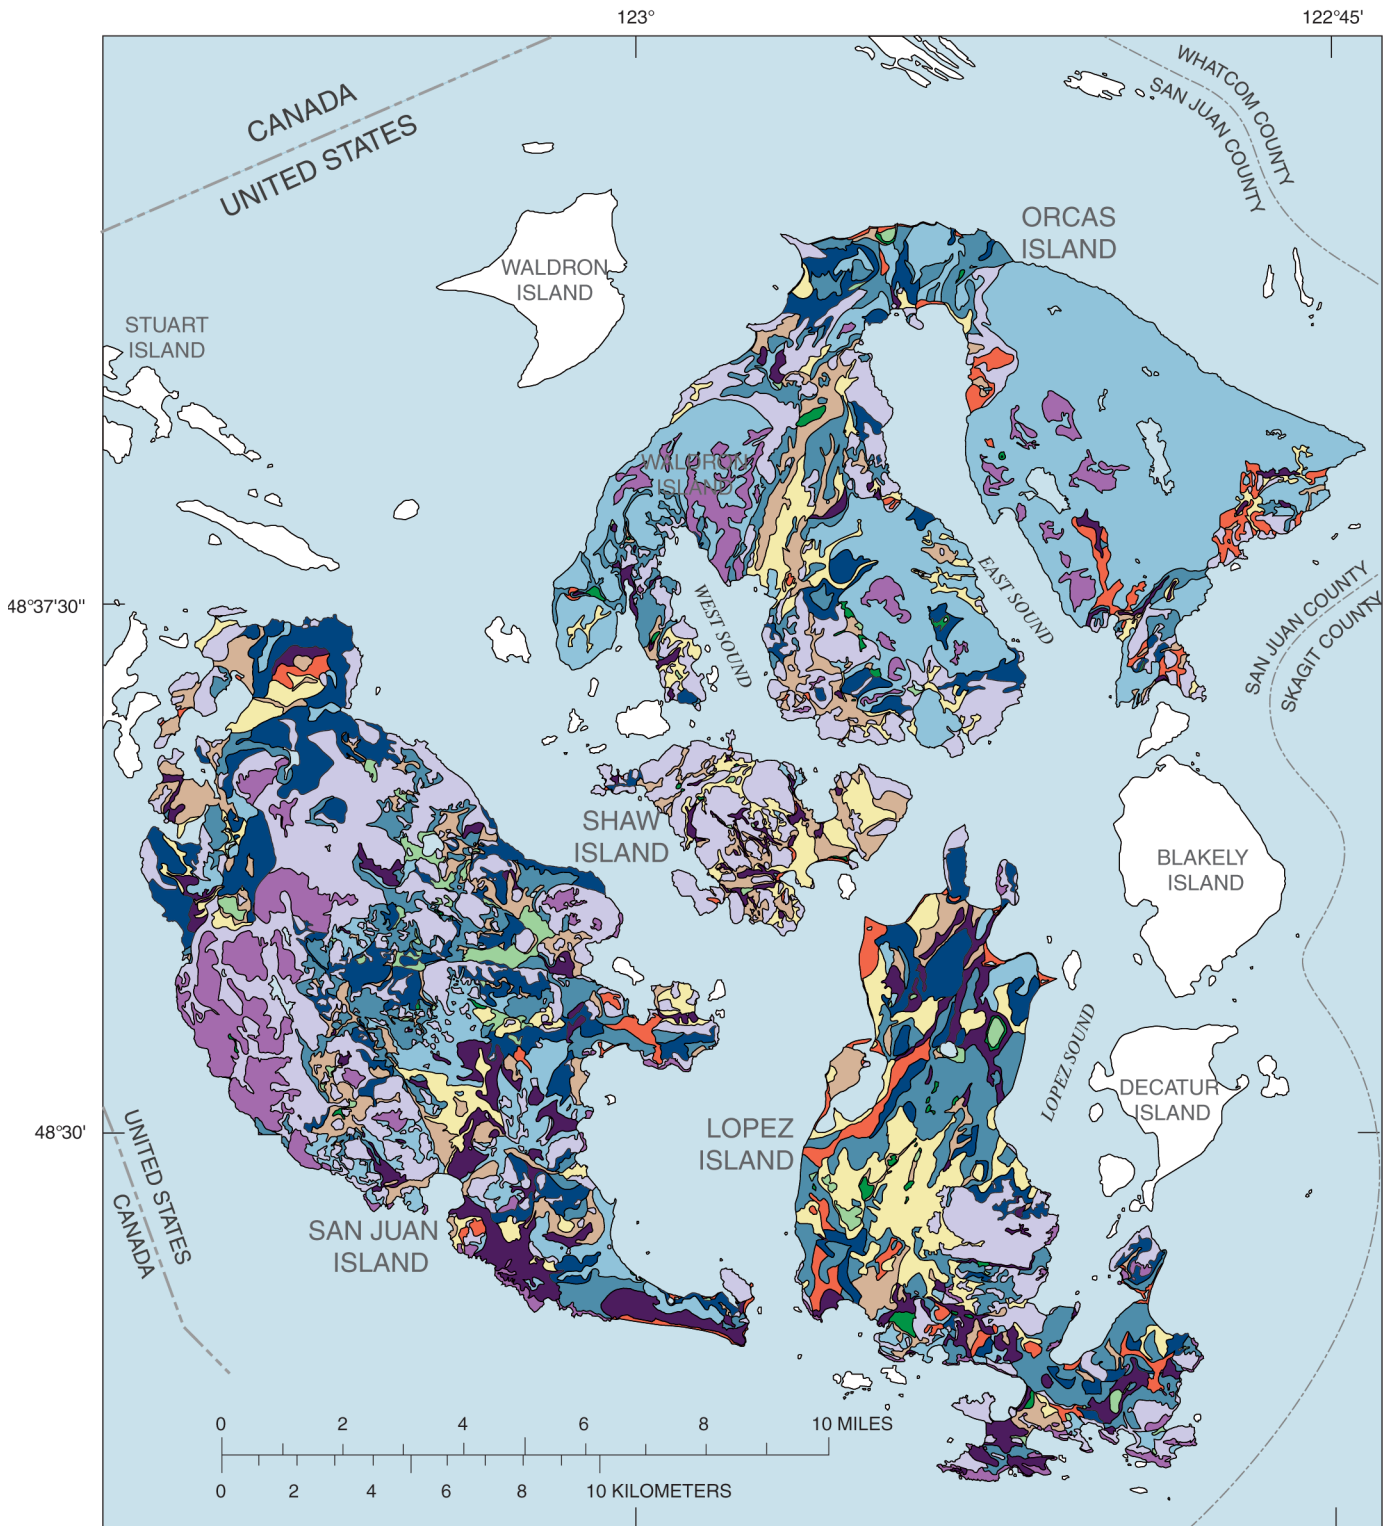 123°
122°45'
WHATCOM COUNTY
SAN JUAN COUNTY
CANADA
UNITED STATES
ORCAS
ISLAND
WALDRON
ISLAND
STUART
ISLAND
WALDRON
ISLAND
EAST SOUND
WEST SOUND
48°37'30"
SAN JUAN COUNTY
SKAGIT COUNTY
SHAW
ISLAND
BLAKELY
ISLAND
LOPEZ SOUND
DECATUR
ISLAND
48°30'
UNITED STATES
CANADA
LOPEZ
ISLAND
SAN JUAN
ISLAND
0 2 4 6 8 10 MILES
0 2 4 6 8 10 KILOMETERS